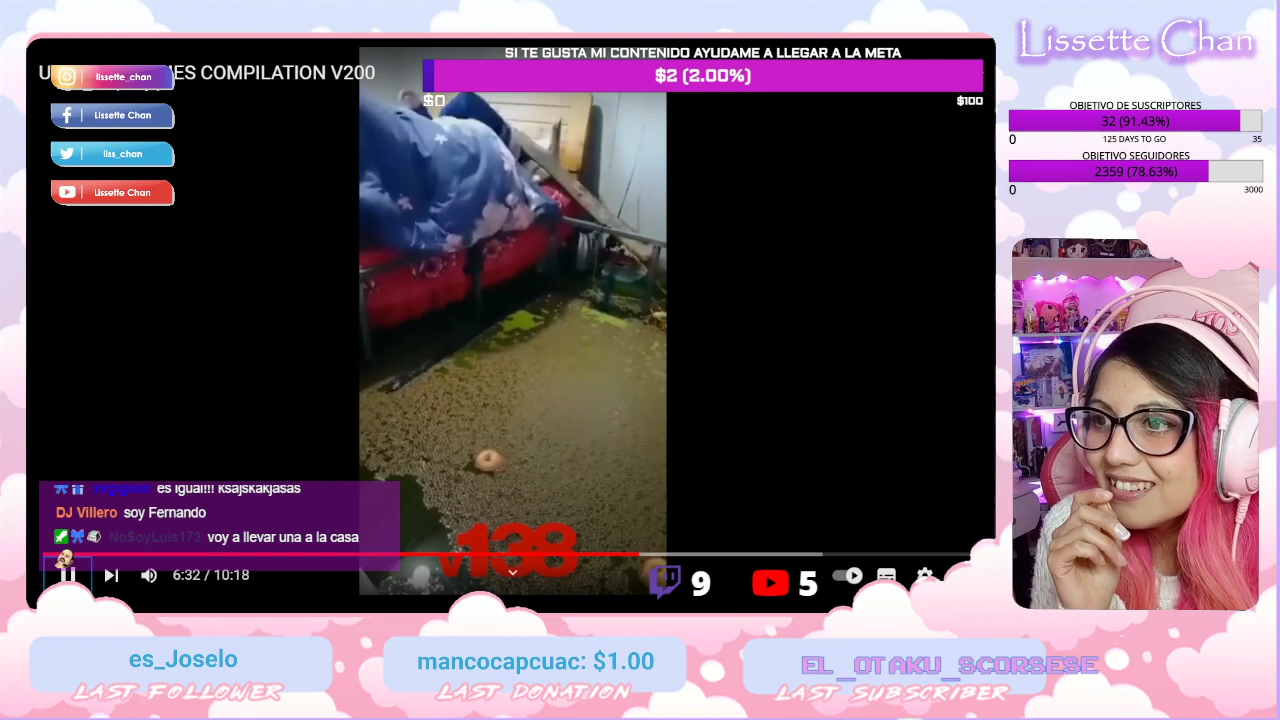 Lissette Chan
SI TE GUSTA MI CONTENIDO AYUDAME A LLEGAR A LA META
$2 (2.00%)
$0
$100
ES COMPILATION V200
lissette_chan
Lissette Chan
liss_chan
Lissette Chan
OBJETIVO DE SUSCRIPTORES
32 (91.43%)
0
125 DAYS TO GO
35
OBJETIVO SEGUIDORES
2359 (78.63%)
0
3000
es igual!!! ksajskakjasas
DJ Villero soy Fernando
NoSoyLuis173 voy a llevar una a la casa
v138
6:32 / 10:18
9
5
es_Joselo
LAST FOLLOWER
mancocapcuac: $1.00
LAST DONATION
EL_OTAKU_SCORSESE
LAST SUBSCRIBER